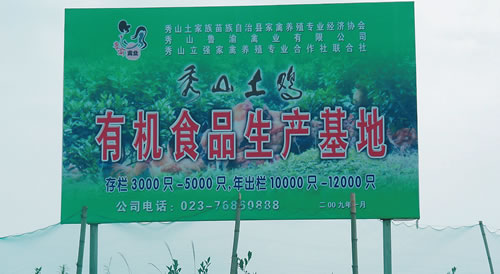 秀山土家族苗族自治县家禽养殖专业经济协会
秀山鲁渝禽业有限公司
秀山立强家禽养殖专业合作社联合社
秀山土鸡
有机食品生产基地
存栏3000只-5000只,年出栏10000只-12000只
公司电话:023-76880838
二00九年一月